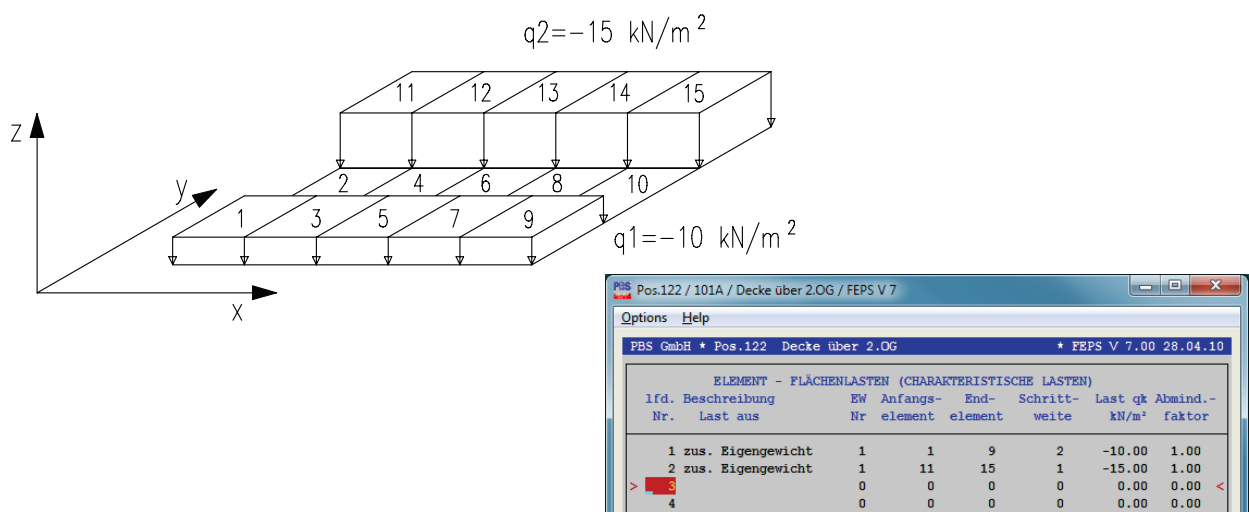 q2=-15 kN/m²
11 12 13 14 15
z
2 4 6 8 10
y
1 3 5 7 9
q1=-10 kN/m²
x
PBS Pos.122 / 101A / Decke über 2.OG / FEPS V 7
Options Help
PBS GmbH * Pos.122 Decke über 2.OG * FEPS V 7.00 28.04.10
ELEMENT - FLÄCHENLASTEN (CHARAKTERISTISCHE LASTEN)
lfd. Beschreibung EW Anfangs- End- Schritt- Last qk Abmind.-
Nr. Last aus Nr element element weite kN/m² faktor
1 zus. Eigengewicht 1 1 9 2 -10.00 1.00
2 zus. Eigengewicht 1 11 15 1 -15.00 1.00
> 3 0 0 0 0 0.00 0.00 <
4 0 0 0 0 0.00 0.00